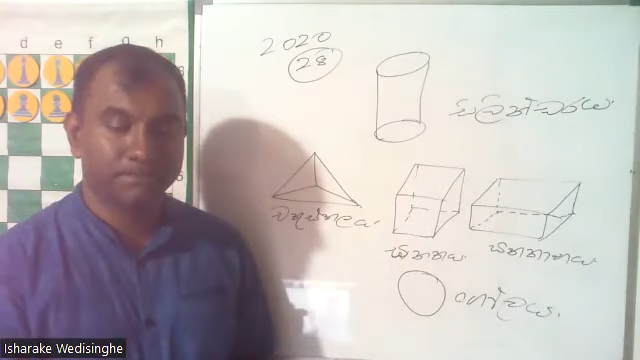 d e f g h
2020
28
සිලින්ඩරය
චතුස්තලය
ඝනකය
ඝනකාභය
ගෝලය.
Isharake Wedisinghe